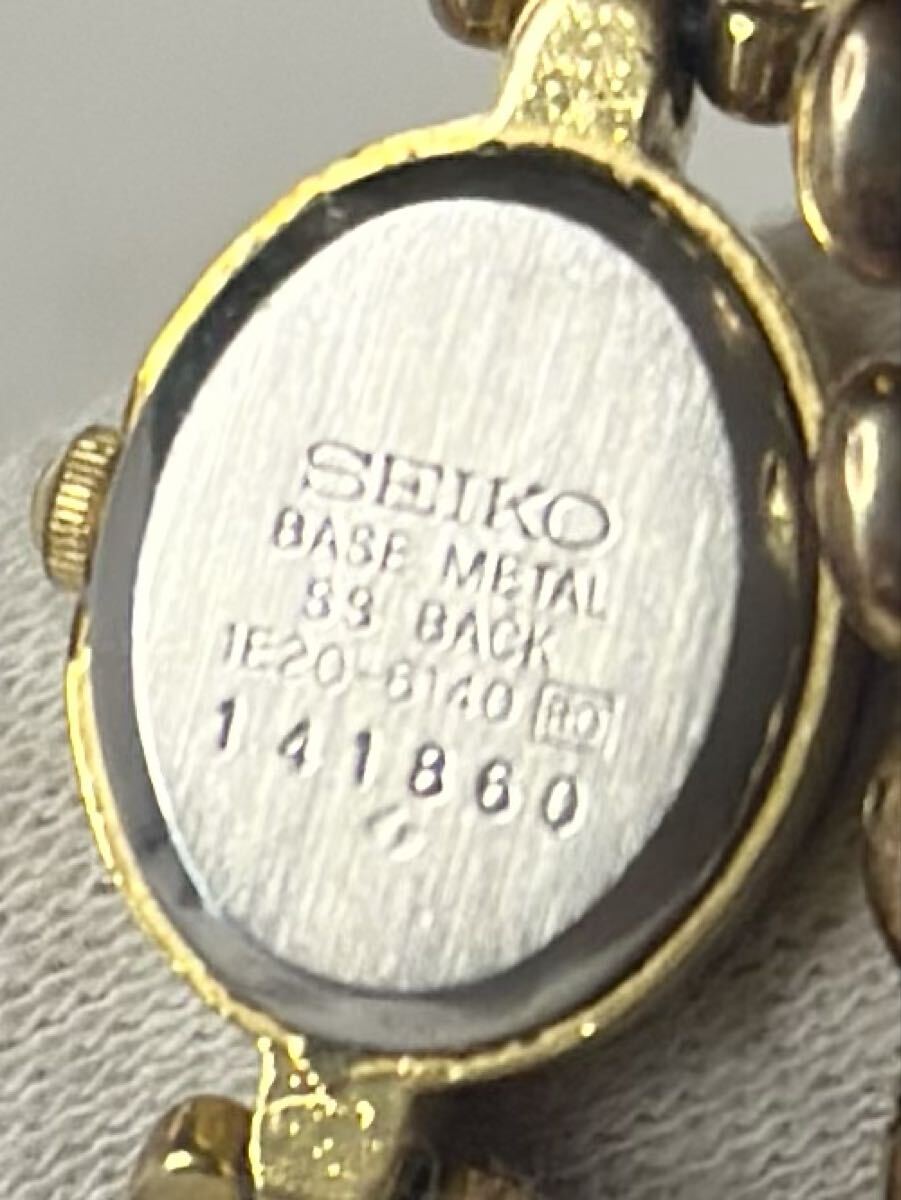 SEIKO
BASE METAL
SS BACK
1E20-6140 R0
141860